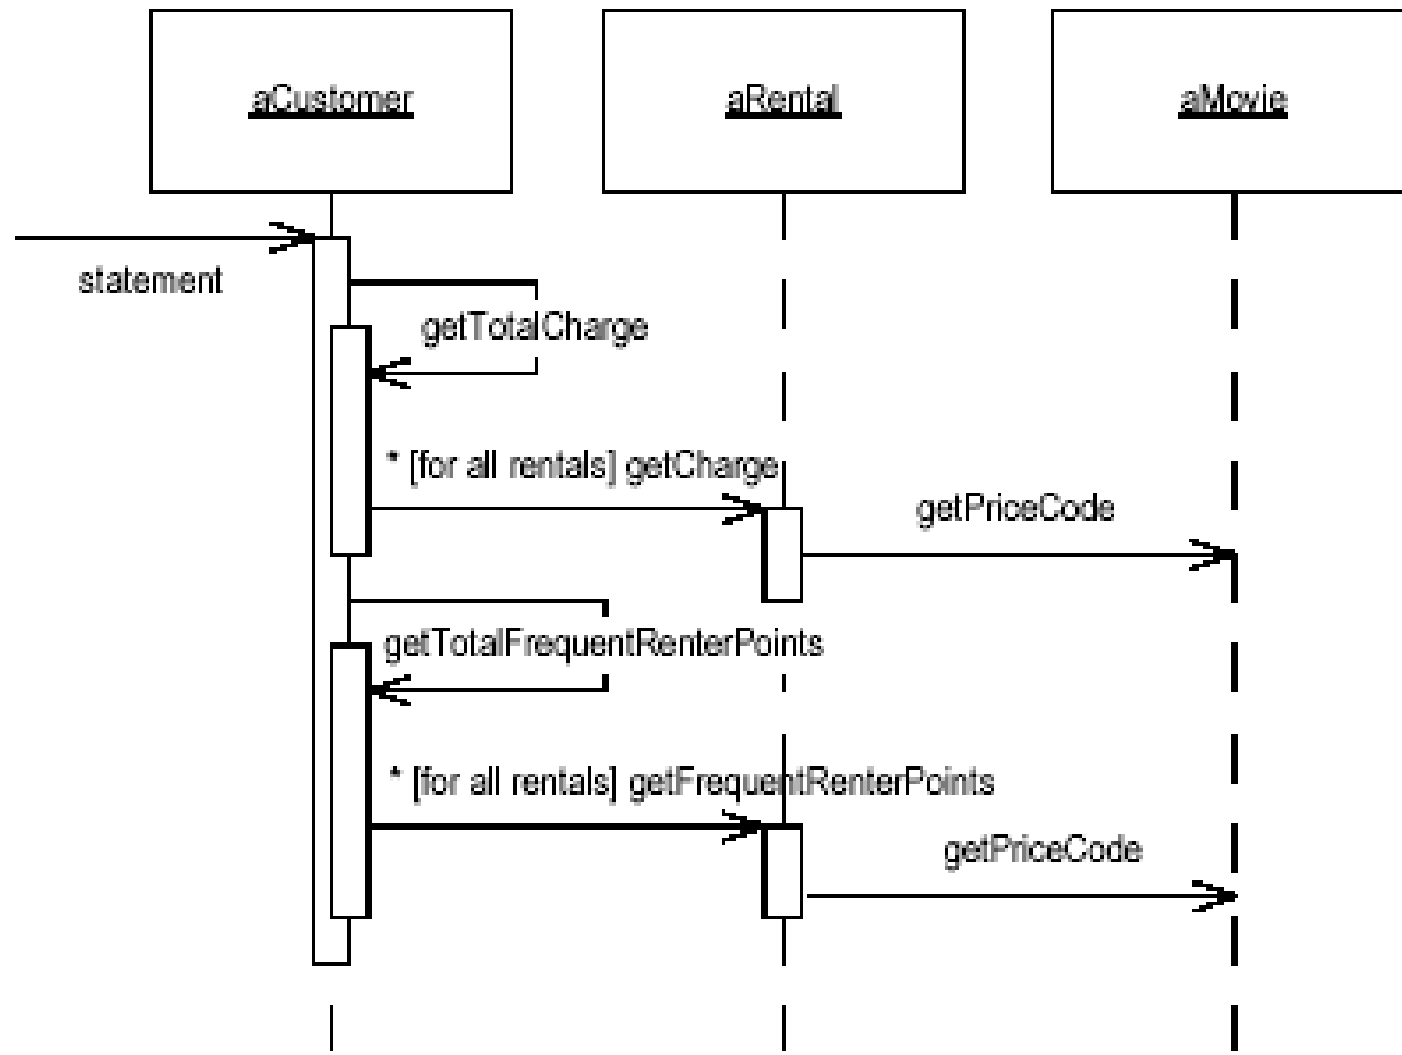 aCustomer
aRental
aMovie
statement
getTotalCharge
* [for all rentals] getCharge
getPriceCode
getTotalFrequentRenterPoints
* [for all rentals] getFrequentRenterPoints
getPriceCode